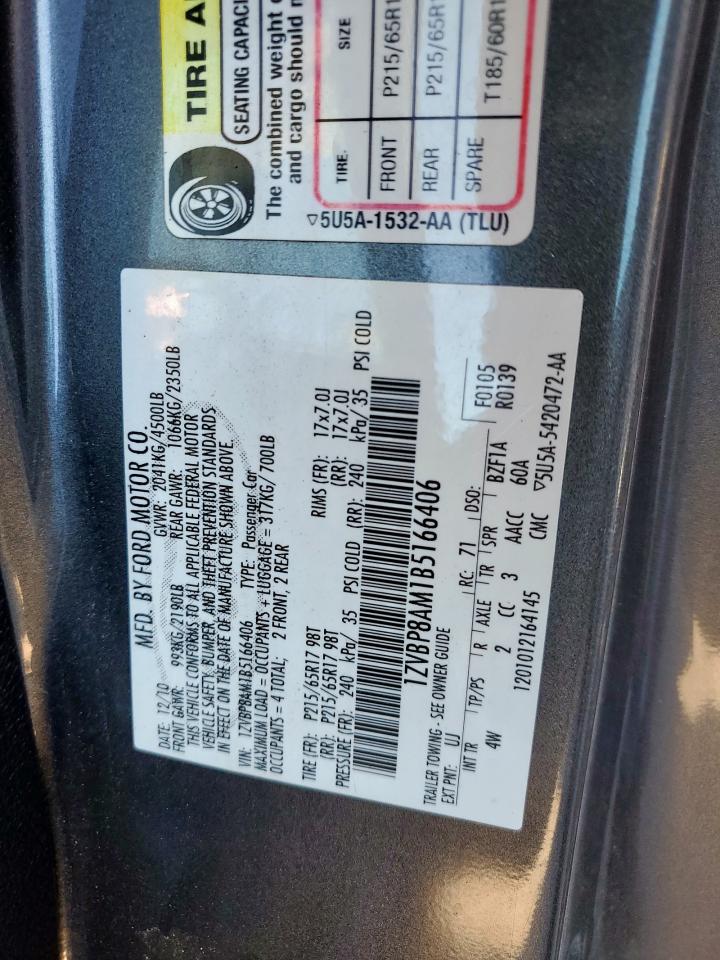 TIRE A
SEATING CAPACI
The combined weight o
and cargo should n
TIRE SIZE
FRONT P215/65R1
REAR P215/65R1
SPARE T185/60R1
▽5U5A-1532-AA (TLU)
MFD. BY FORD MOTOR CO.
DATE: 12/10 GVWR: 2041KG/4500LB
FRONT GAWR: 993KG/2190LB REAR GAWR: 1066KG/2350LB
THIS VEHICLE CONFORMS TO ALL APPLICABLE FEDERAL MOTOR
VEHICLE SAFETY, BUMPER, AND THEFT PREVENTION STANDARDS
IN EFFECT ON THE DATE OF MANUFACTURE SHOWN ABOVE.
VIN: 1ZVBP8AM1B5166406 TYPE: Passenger Car
MAXIMUM LOAD = OCCUPANTS + LUGGAGE = 317KG/700LB
OCCUPANTS = 4 TOTAL; 2 FRONT, 2 REAR
TIRE (FR): P215/65R17 98T RIMS (FR): 17x7.0J
(RR): P215/65R17 98T (RR): 17x7.0J
PRESSURE (FR): 240 kPa/ 35 PSI COLD (RR): 240 kPa/ 35 PSI COLD
1ZVBP8AM1B5166406
TRAILER TOWING - SEE OWNER GUIDE
EXT PNT: UJ RC: 71 DSO:
INT TR TP/PS R AXLE TR SPR F0105
4W 2 CC 3 AACC BZF1A R0139
60A
1201012164145 CMC ▽5U5A-5420472-AA